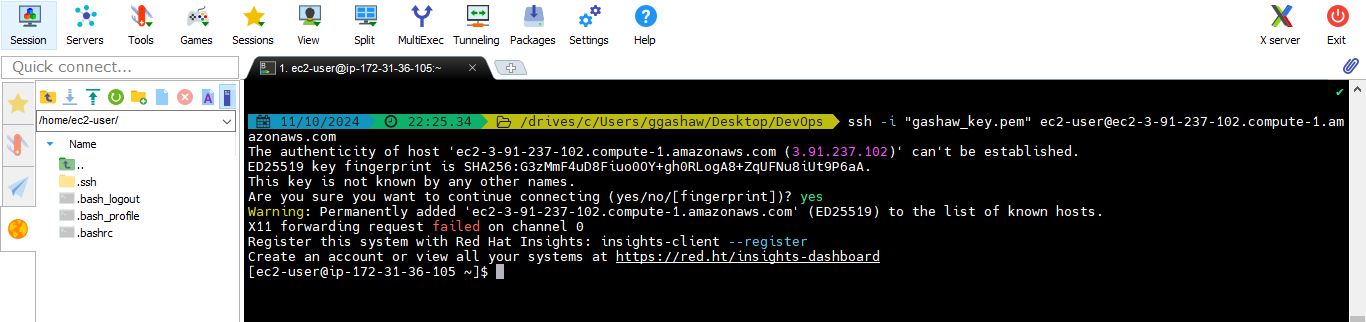 Session Servers Tools Games Sessions View Split MultiExec Tunneling Packages Settings Help X server Exit
Quick connect...
1. ec2-user@ip-172-31-36-105:~
/home/ec2-user/
Name
..
.ssh
.bash_logout
.bash_profile
.bashrc
11/10/2024 22:25.34 /drives/c/Users/ggashaw/Desktop/DevOps ssh -i "gashaw_key.pem" ec2-user@ec2-3-91-237-102.compute-1.am
azonaws.com
The authenticity of host 'ec2-3-91-237-102.compute-1.amazonaws.com (3.91.237.102)' can't be established.
ED25519 key fingerprint is SHA256:G3zMmF4uD8Fiuo0OY+gh0RLogA8+ZqUFNu8iUt9P6aA.
This key is not known by any other names.
Are you sure you want to continue connecting (yes/no/[fingerprint])? yes
Warning: Permanently added 'ec2-3-91-237-102.compute-1.amazonaws.com' (ED25519) to the list of known hosts.
X11 forwarding request failed on channel 0
Register this system with Red Hat Insights: insights-client --register
Create an account or view all your systems at https://red.ht/insights-dashboard
[ec2-user@ip-172-31-36-105 ~]$